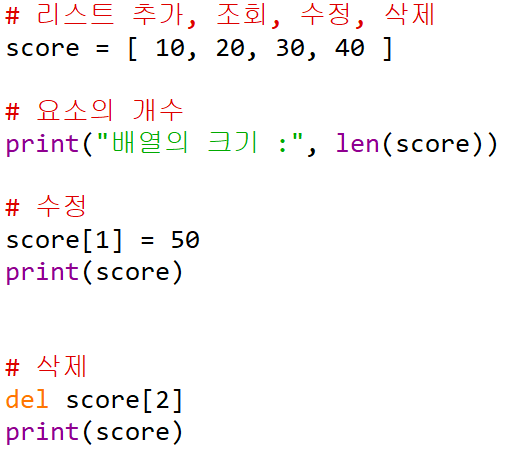 # 리스트 추가, 조회, 수정, 삭제
score = [ 10, 20, 30, 40 ]
# 요소의 개수
print("배열의 크기 :", len(score))
# 수정
score[1] = 50
print(score)
# 삭제
del score[2]
print(score)